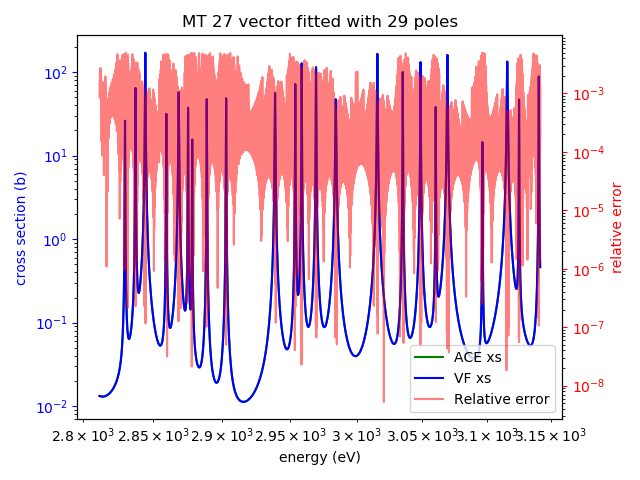 MT 27 vector fitted with 29 poles
10²
10¹
10⁰
10⁻¹
10⁻²
cross section (b)
10⁻³
10⁻⁴
10⁻⁵
10⁻⁶
10⁻⁷
10⁻⁸
relative error
ACE xs
VF xs
Relative error
2.8 × 10³ 2.85 × 10³ 2.9 × 10³ 2.95 × 10³ 3 × 10³ 3.05 × 10³ 3.1 × 10³ 3.15 × 10³
energy (eV)